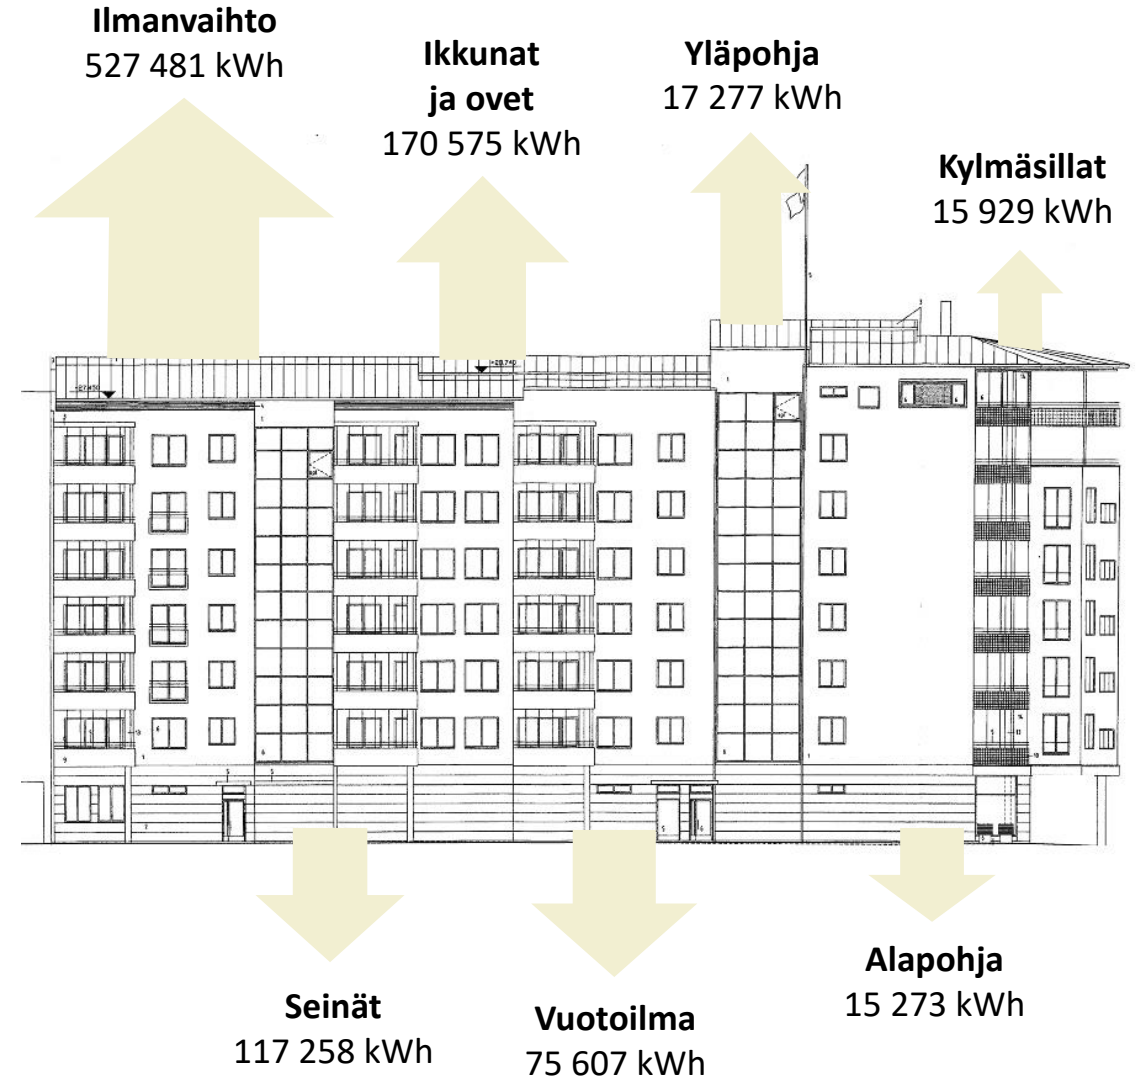 Ilmanvaihto
527 481 kWh
Ikkunat
ja ovet
170 575 kWh
Yläpohja
17 277 kWh
Kylmäsillat
15 929 kWh
Seinät
117 258 kWh
Vuotoilma
75 607 kWh
Alapohja
15 273 kWh